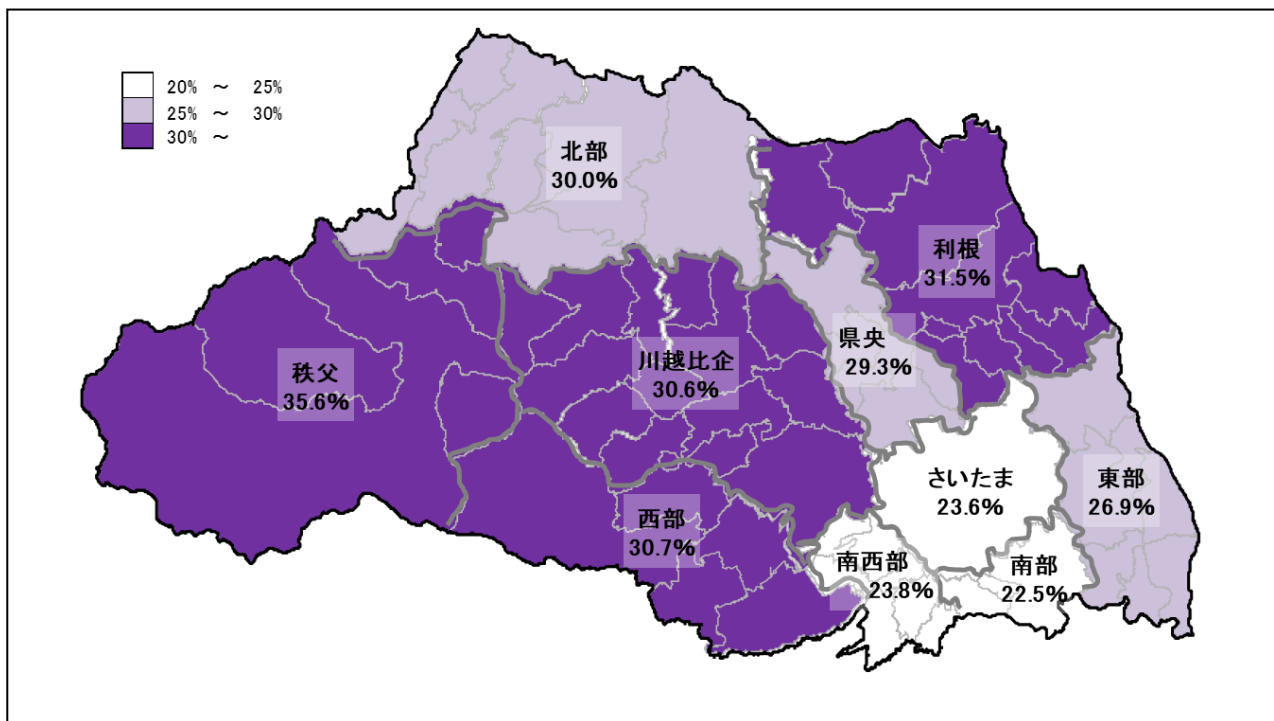 20% ～ 25%
25% ～ 30%
30% ～
北部
30.0%
利根
31.5%
県央
29.3%
川越比企
30.6%
秩父
35.6%
さいたま
23.6%
東部
26.9%
西部
30.7%
南西部
23.8%
南部
22.5%